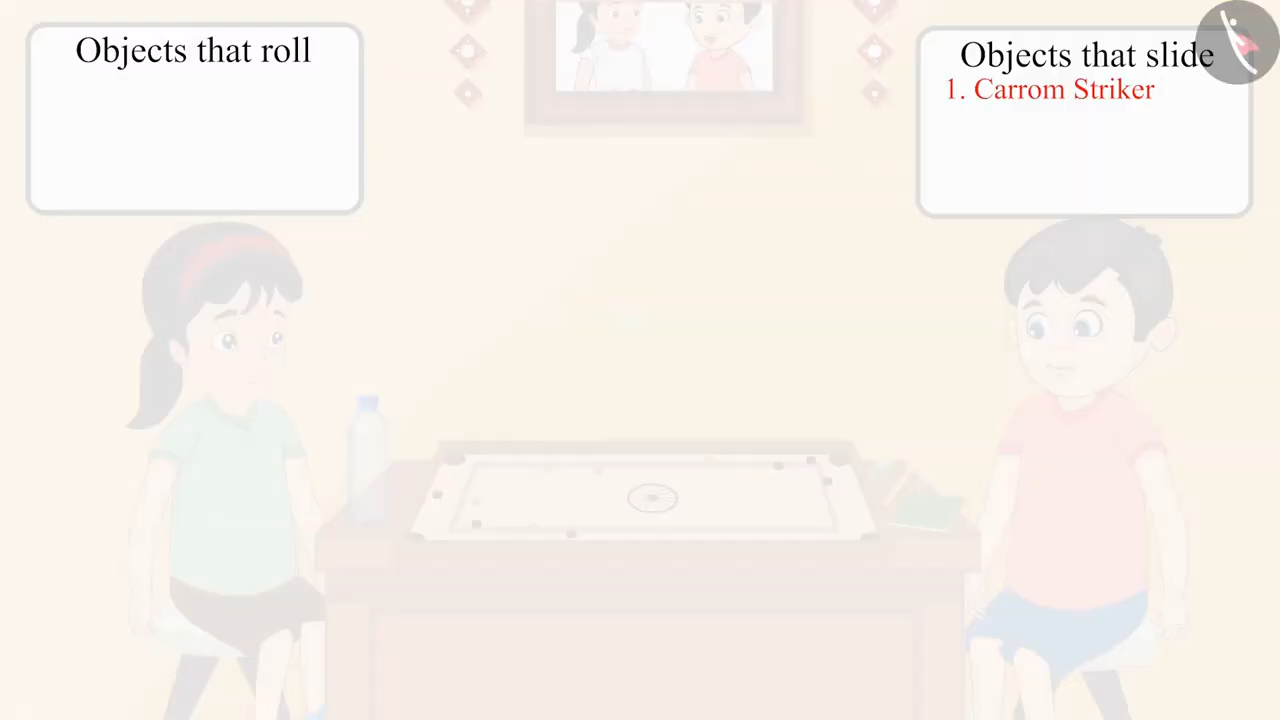 Objects that roll
Objects that slide
1. Carrom Striker